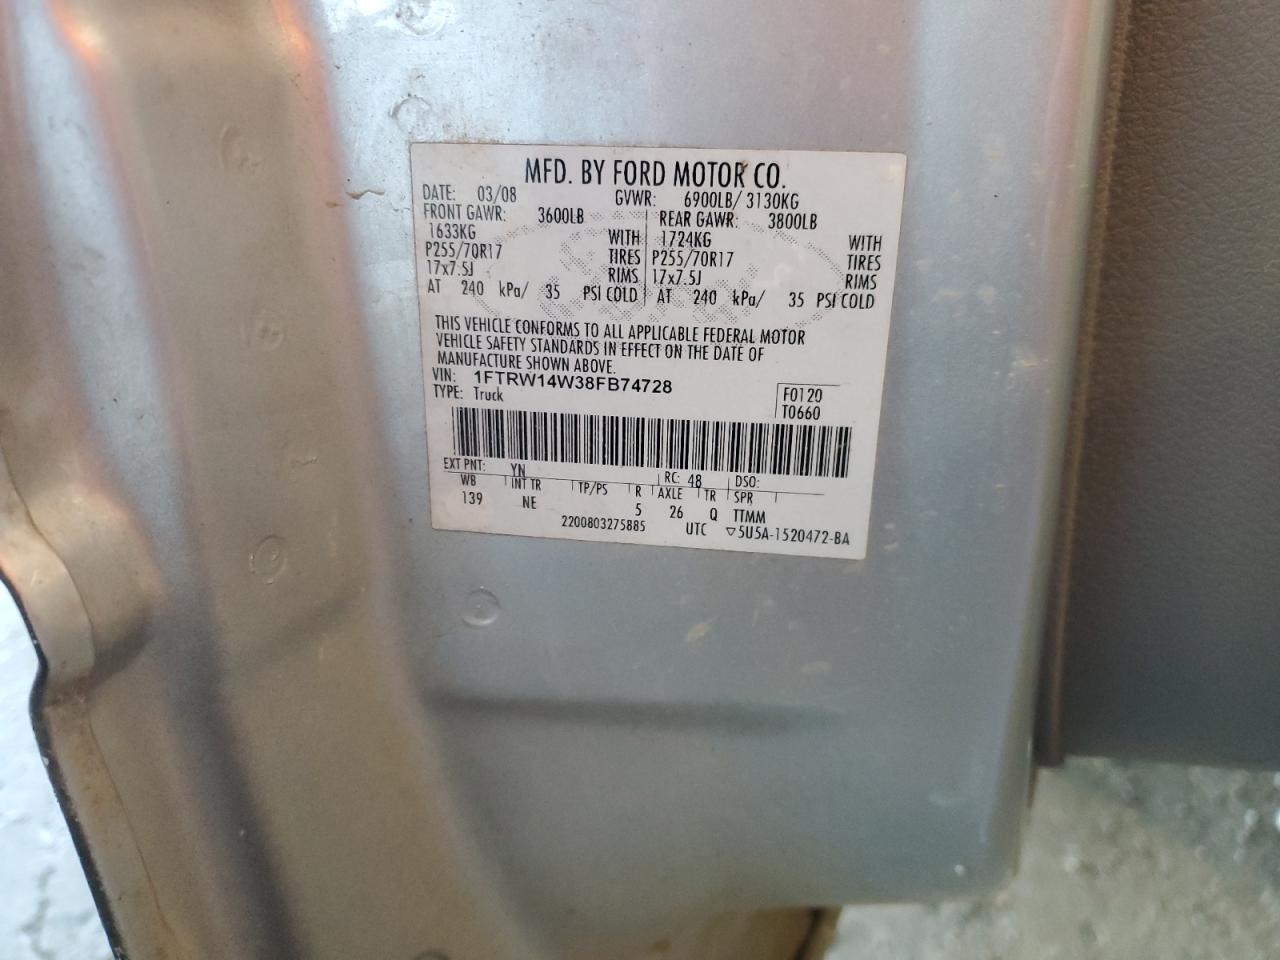 MFD. BY FORD MOTOR CO.
DATE: 03/08 GVWR: 6900LB/ 3130KG
FRONT GAWR: 3600LB REAR GAWR: 3800LB
1633KG WITH 1724KG WITH
P255/70R17 TIRES P255/70R17 TIRES
17x7.5J RIMS 17x7.5J RIMS
AT 240 kPa/ 35 PSI COLD AT 240 kPa/ 35 PSI COLD
THIS VEHICLE CONFORMS TO ALL APPLICABLE FEDERAL MOTOR
VEHICLE SAFETY STANDARDS IN EFFECT ON THE DATE OF
MANUFACTURE SHOWN ABOVE.
VIN: 1FTRW14W38FB74728
TYPE: Truck
F0120
T0660
EXT PNT: YN RC: 48 DSO:
WB INT TR TP/PS R AXLE TR SPR
139 NE 5 26 Q TTMM
2200803275885 UTC ▽5U5A-1520472-BA